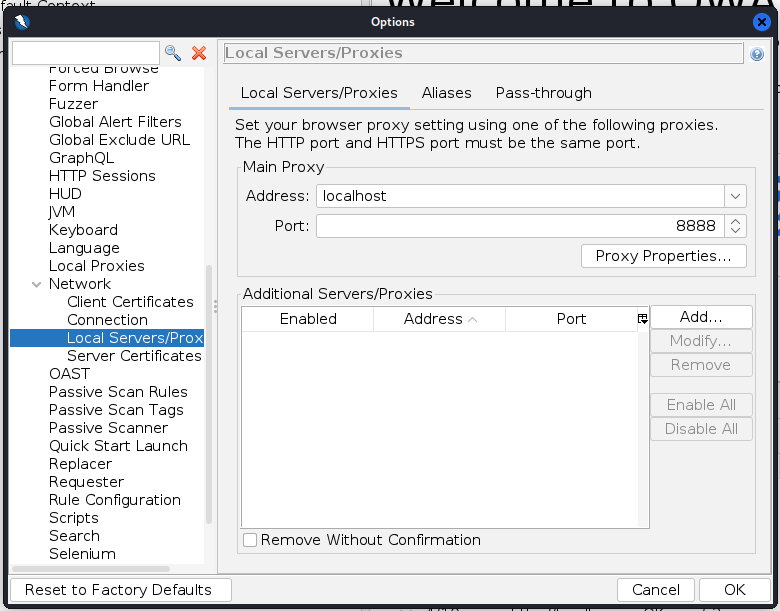 Options
Local Servers/Proxies
Forced Browse
Form Handler
Fuzzer
Global Alert Filters
Global Exclude URL
GraphQL
HTTP Sessions
HUD
JVM
Keyboard
Language
Local Proxies
Network
Client Certificates
Connection
Local Servers/Prox
Server Certificates
OAST
Passive Scan Rules
Passive Scan Tags
Passive Scanner
Quick Start Launch
Replacer
Requester
Rule Configuration
Scripts
Search
Selenium
Local Servers/Proxies Aliases Pass-through
Set your browser proxy setting using one of the following proxies.
The HTTP port and HTTPS port must be the same port.
Main Proxy
Address: localhost
Port: 8888
Proxy Properties...
Additional Servers/Proxies
Enabled Address Port
Add...
Modify...
Remove
Enable All
Disable All
Remove Without Confirmation
Reset to Factory Defaults Cancel OK